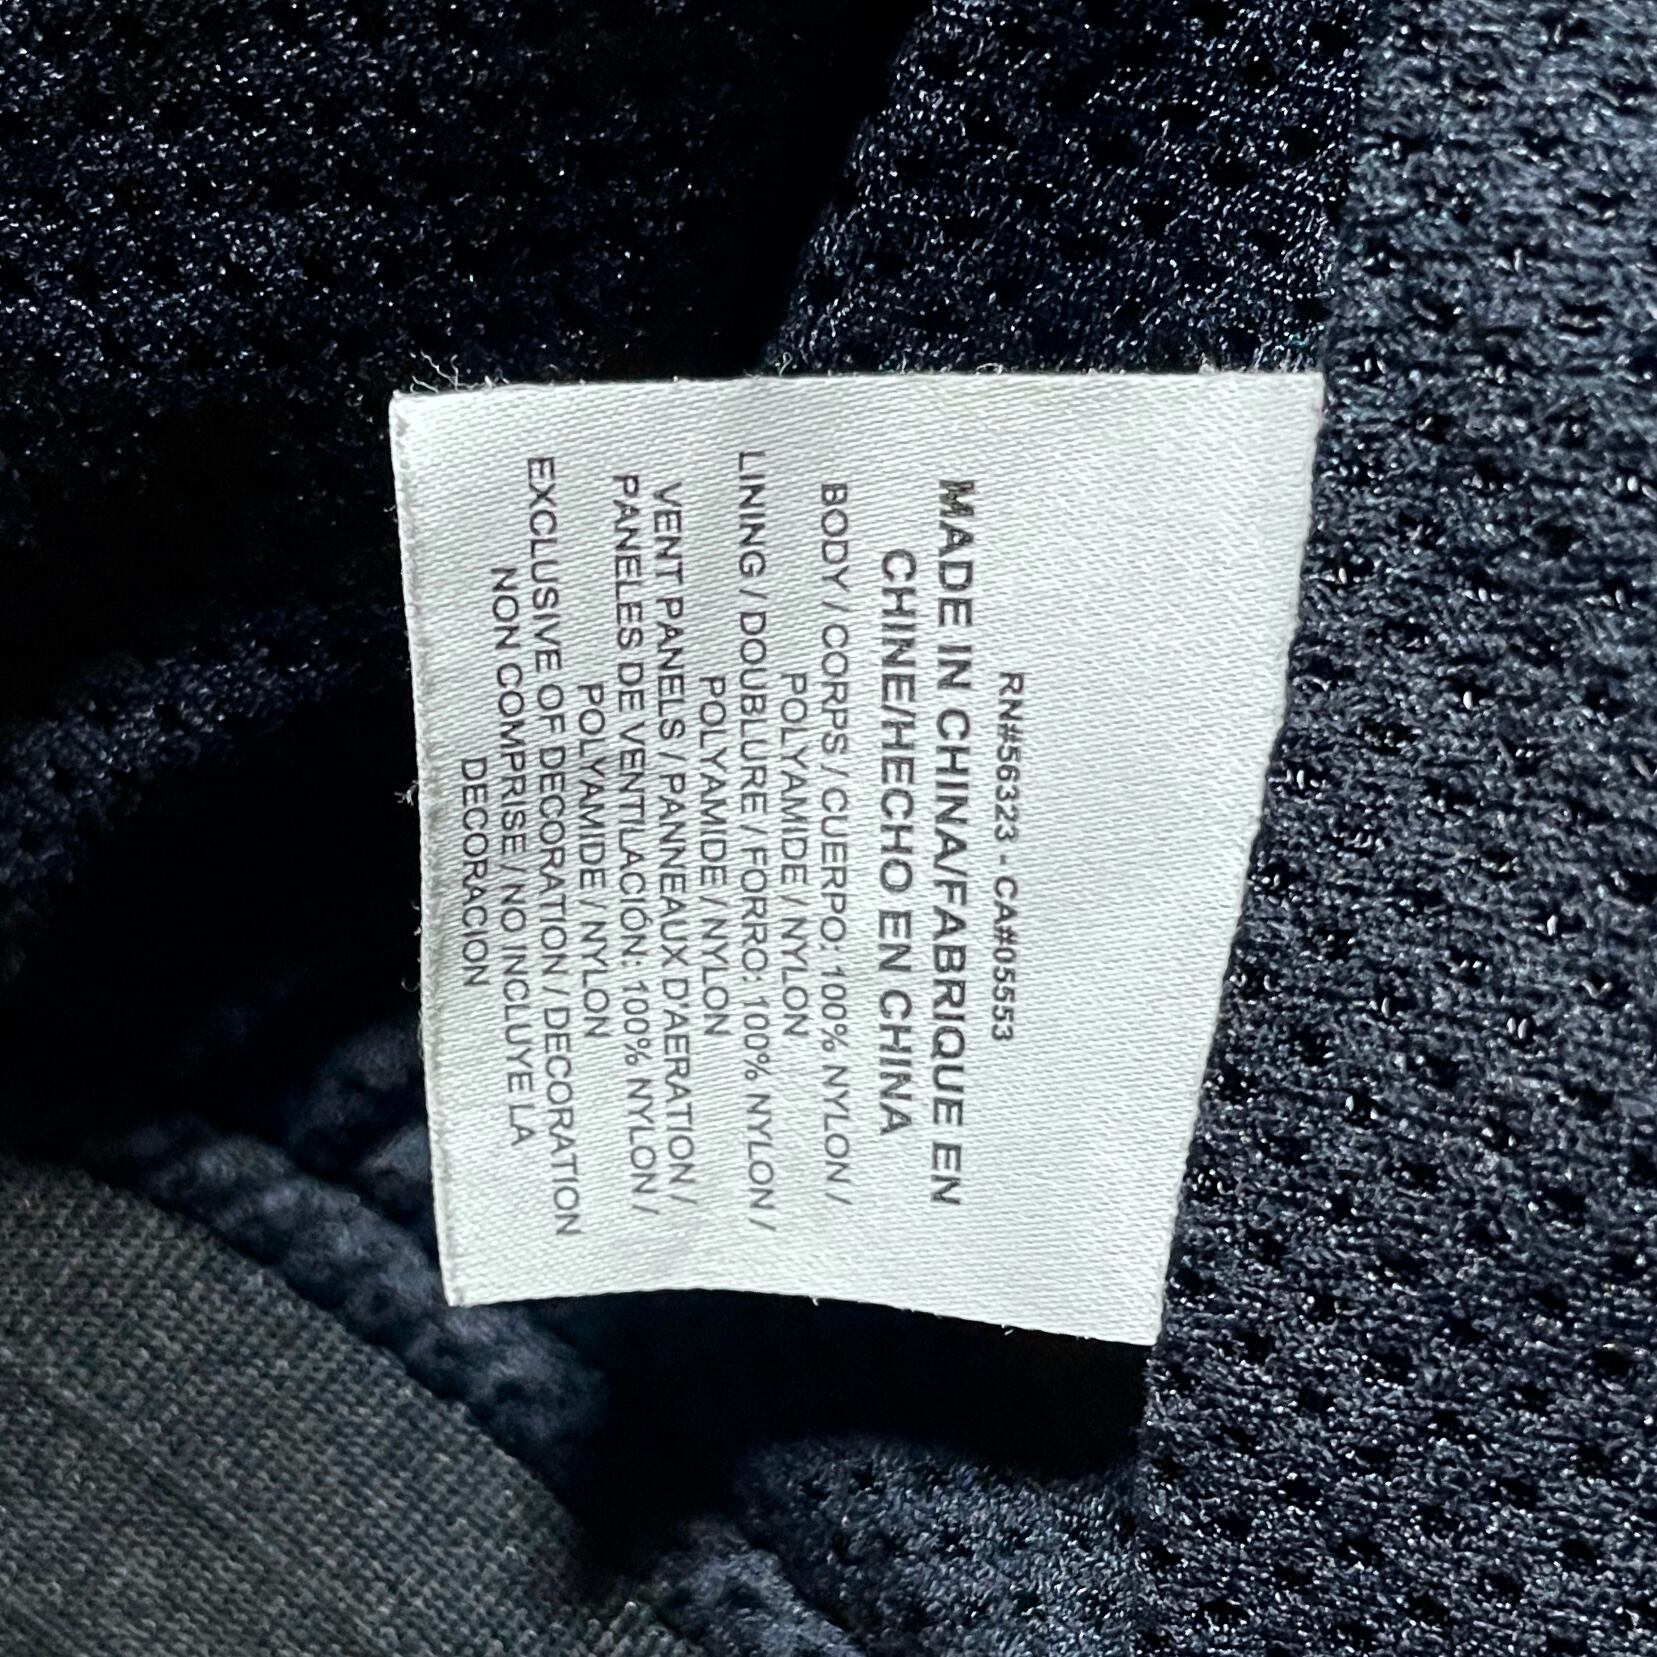 RN#56323 - CA#05553
MADE IN CHINA/FABRIQUE EN
CHINE/HECHO EN CHINA
BODY / CORPS / CUERPO: 100% NYLON /
POLYAMIDE / NYLON
LINING / DOUBLURE / FORRO: 100% NYLON /
POLYAMIDE / NYLON
VENT PANELS / PANNEAUX D'AERATION /
PANELES DE VENTILACIÓN: 100% NYLON /
POLYAMIDE / NYLON
EXCLUSIVE OF DECORATION / DECORATION
NON COMPRISE / NO INCLUYE LA
DECORACION